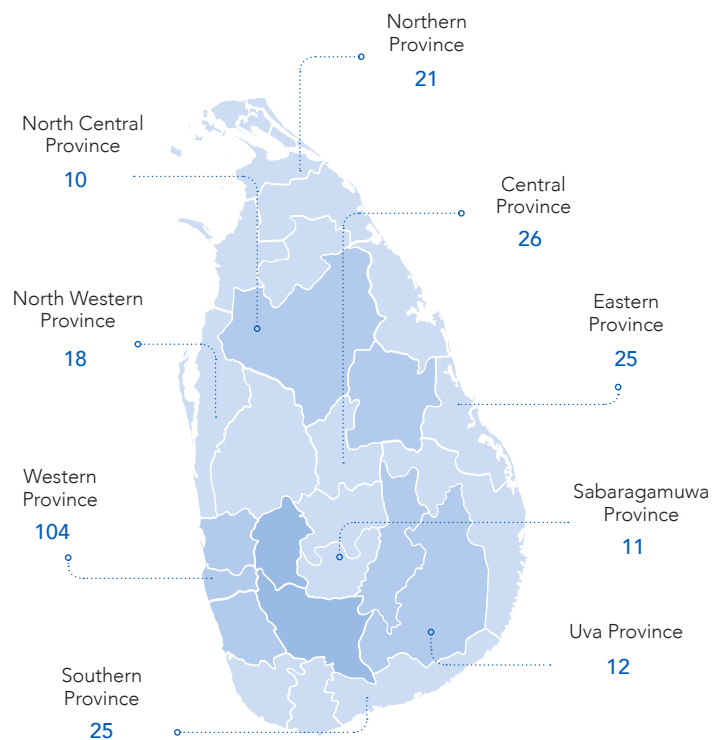 Northern
Province
21
North Central
Province
10
Central
Province
26
North Western
Province
18
Eastern
Province
25
Western
Province
104
Sabaragamuwa
Province
11
Uva Province
12
Southern
Province
25